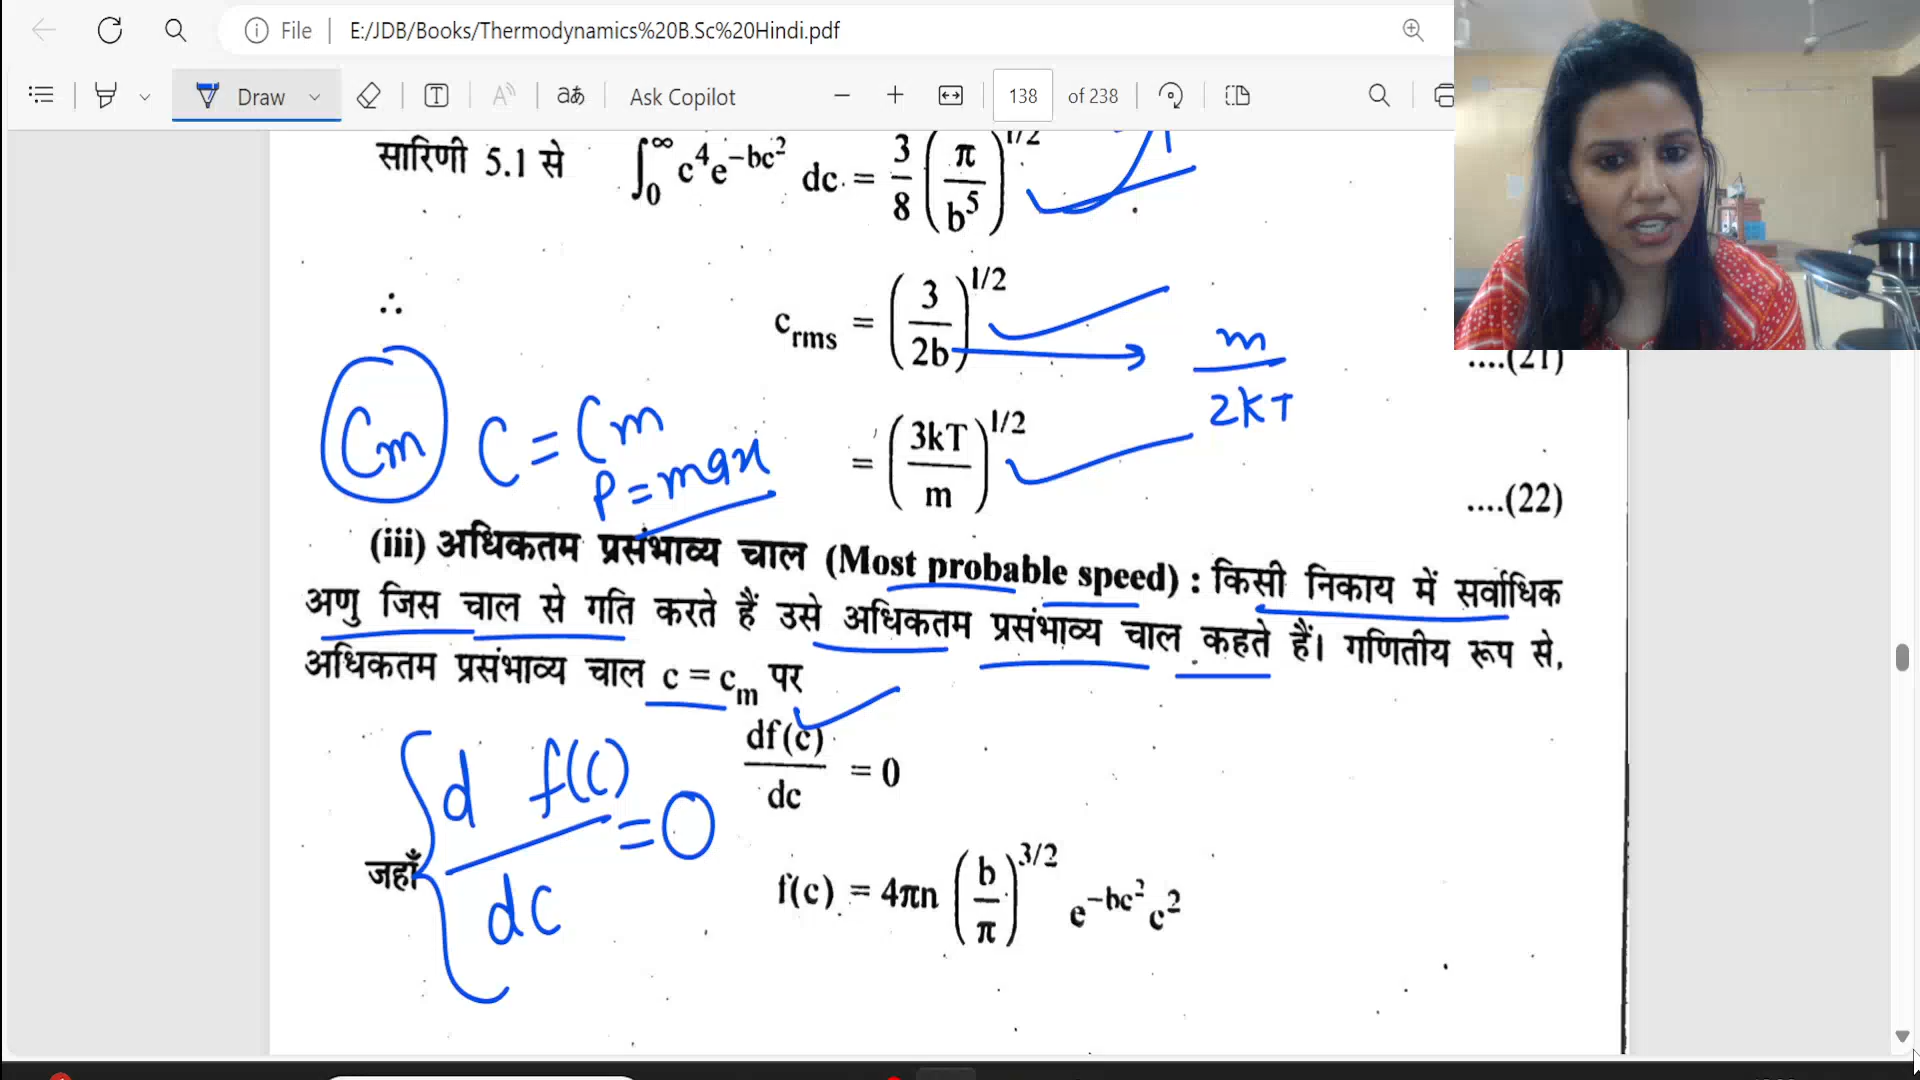 File E:/JDB/Books/Thermodynamics%20B.Sc%20Hindi.pdf
Draw Ask Copilot 138 of 238
सारिणी 5.1 से ∫₀^∞ c⁴e^–bc² dc = 3/8 (π/b⁵)^1/2
∴ c_rms = (3/2b)^1/2 m/2kT ....(21)
Cm C = Cm
P = max
= (3kT/m)^1/2
....(22)
(iii) अधिकतम प्रसंभाव्य चाल (Most probable speed) : किसी निकाय में सर्वाधिक
अणु जिस चाल से गति करते हैं उसे अधिकतम प्रसंभाव्य चाल कहते हैं। गणितीय रूप से,
अधिकतम प्रसंभाव्य चाल c = c_m पर
df(c)/dc = 0
d f(c)/dc = 0
जहाँ f(c) = 4πn (b/π)^3/2 e^–bc² c²